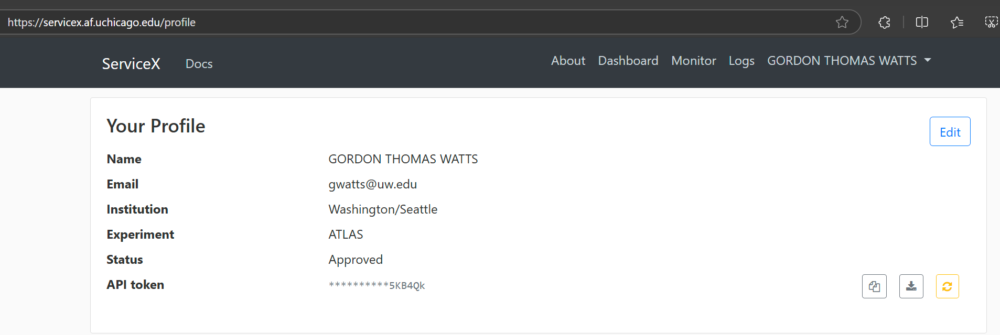 https://servicex.af.uchicago.edu/profile
ServiceX Docs About Dashboard Monitor Logs GORDON THOMAS WATTS
Your Profile
Edit
Name GORDON THOMAS WATTS
Email gwatts@uw.edu
Institution Washington/Seattle
Experiment ATLAS
Status Approved
API token **********5KB4Qk